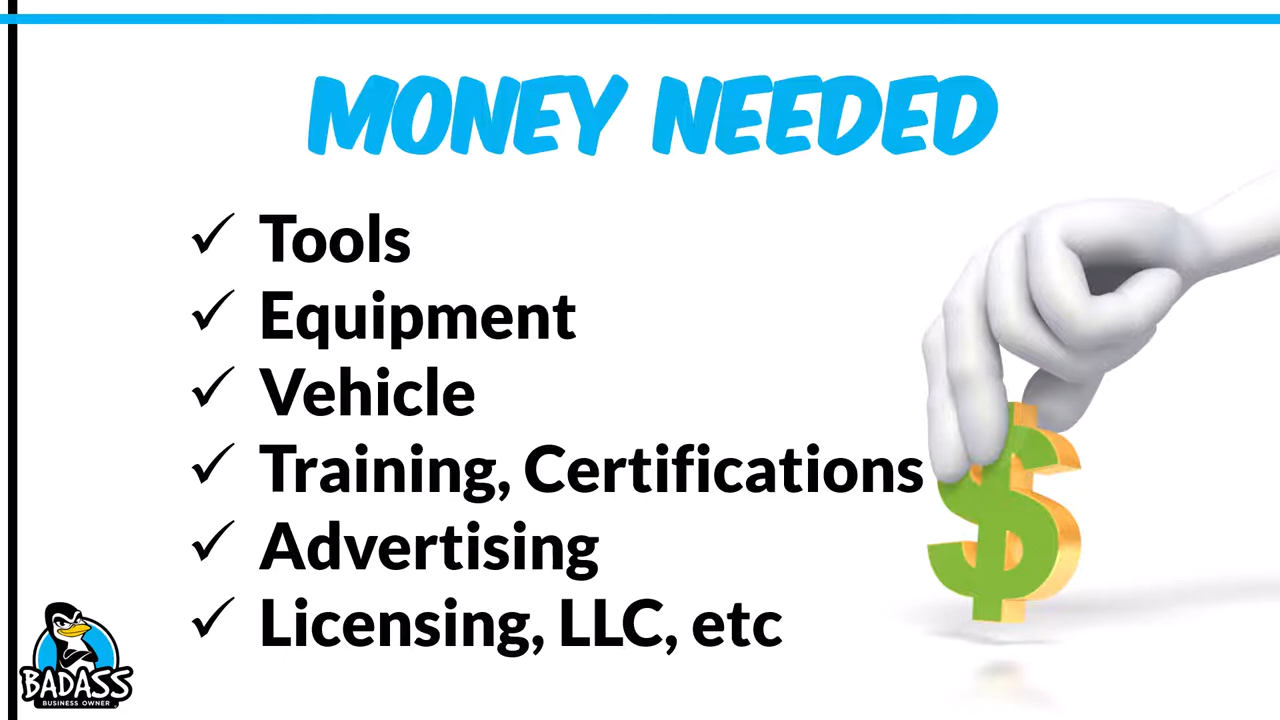 MONEY NEEDED
✓ Tools
✓ Equipment
✓ Vehicle
✓ Training, Certifications
✓ Advertising
✓ Licensing, LLC, etc
$
BADASS
BUSINESS OWNER